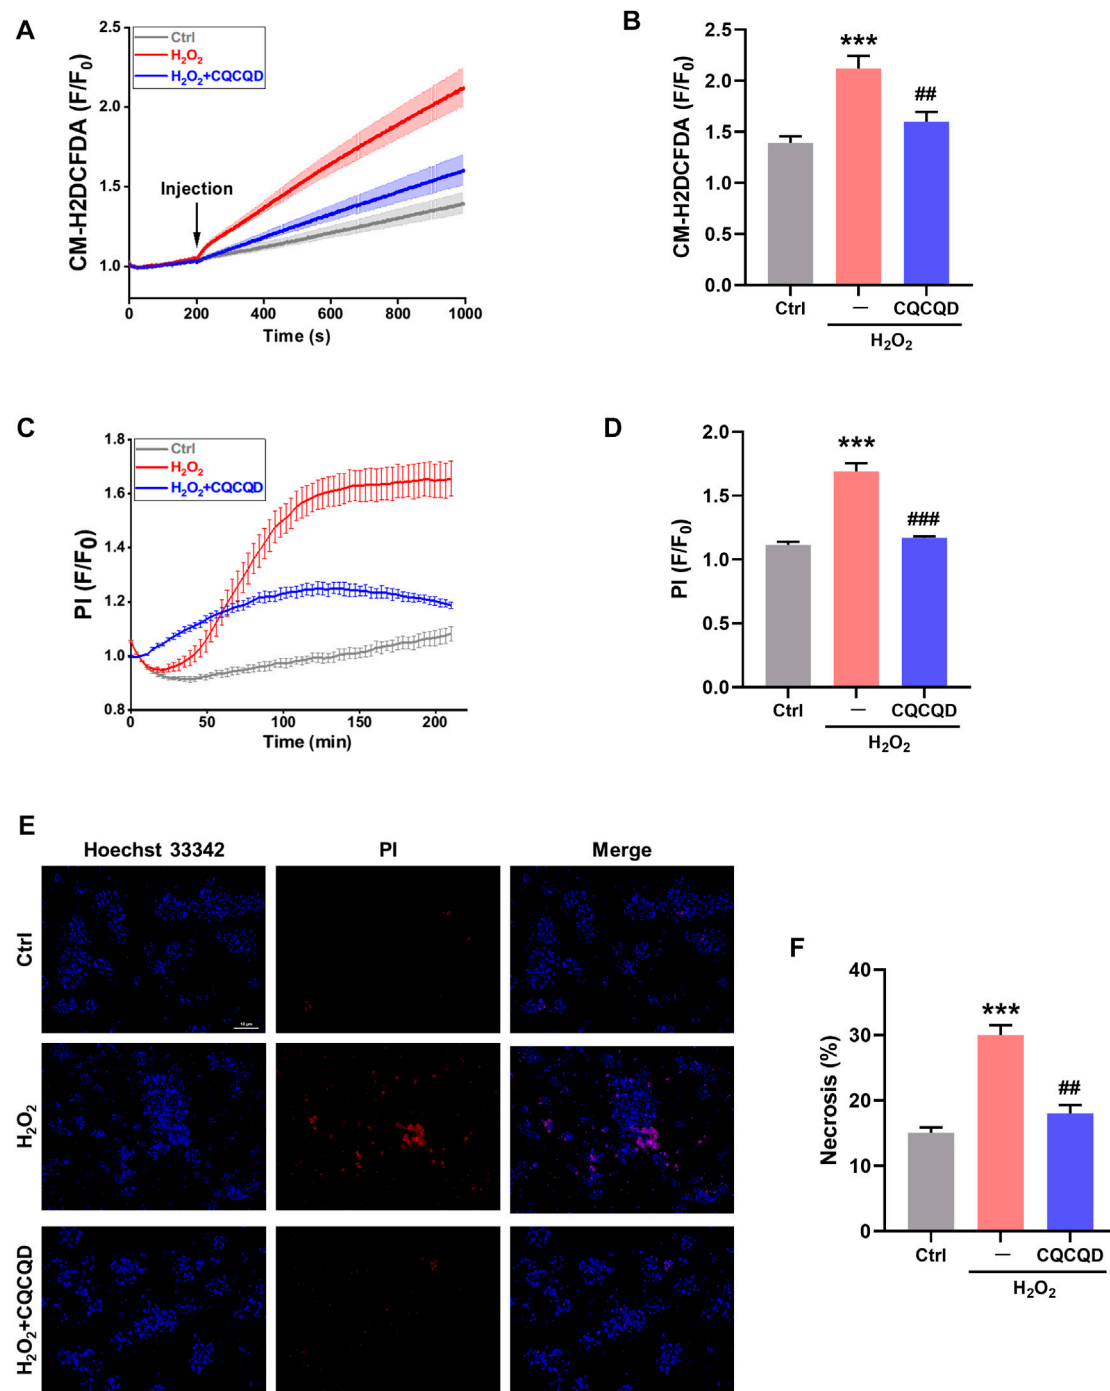 A
Ctrl
H₂O₂
H₂O₂+CQCQD
CM-H2DCFDA (F/F₀)
2.5
2.0
1.5
1.0
Injection
0 200 400 600 800 1000
Time (s)
B
CM-H2DCFDA (F/F₀)
2.5
2.0
1.5
1.0
0.5
0.0
***
##
Ctrl — CQCQD
H₂O₂
C
Ctrl
H₂O₂
H₂O₂+CQCQD
PI (F/F₀)
1.8
1.6
1.4
1.2
1.0
0.8
0 50 100 150 200
Time (min)
D
PI (F/F₀)
2.0
1.5
1.0
0.5
0.0
***
###
Ctrl — CQCQD
H₂O₂
E
Hoechst 33342 PI Merge
Ctrl
10 μm
H₂O₂
H₂O₂+CQCQD
F
Necrosis (%)
40
30
20
10
0
***
##
Ctrl — CQCQD
H₂O₂